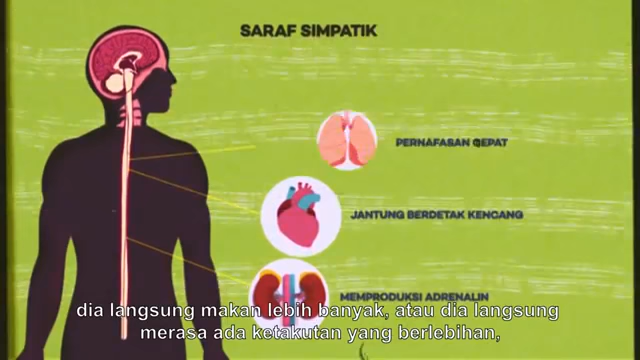 SARAF SIMPATIK
PERNAFASAN CEPAT
JANTUNG BERDETAK KENCANG
MEMPRODUKSI ADRENALIN
dia langsung makan lebih banyak, atau dia langsung
merasa ada ketakutan yang berlebihan,